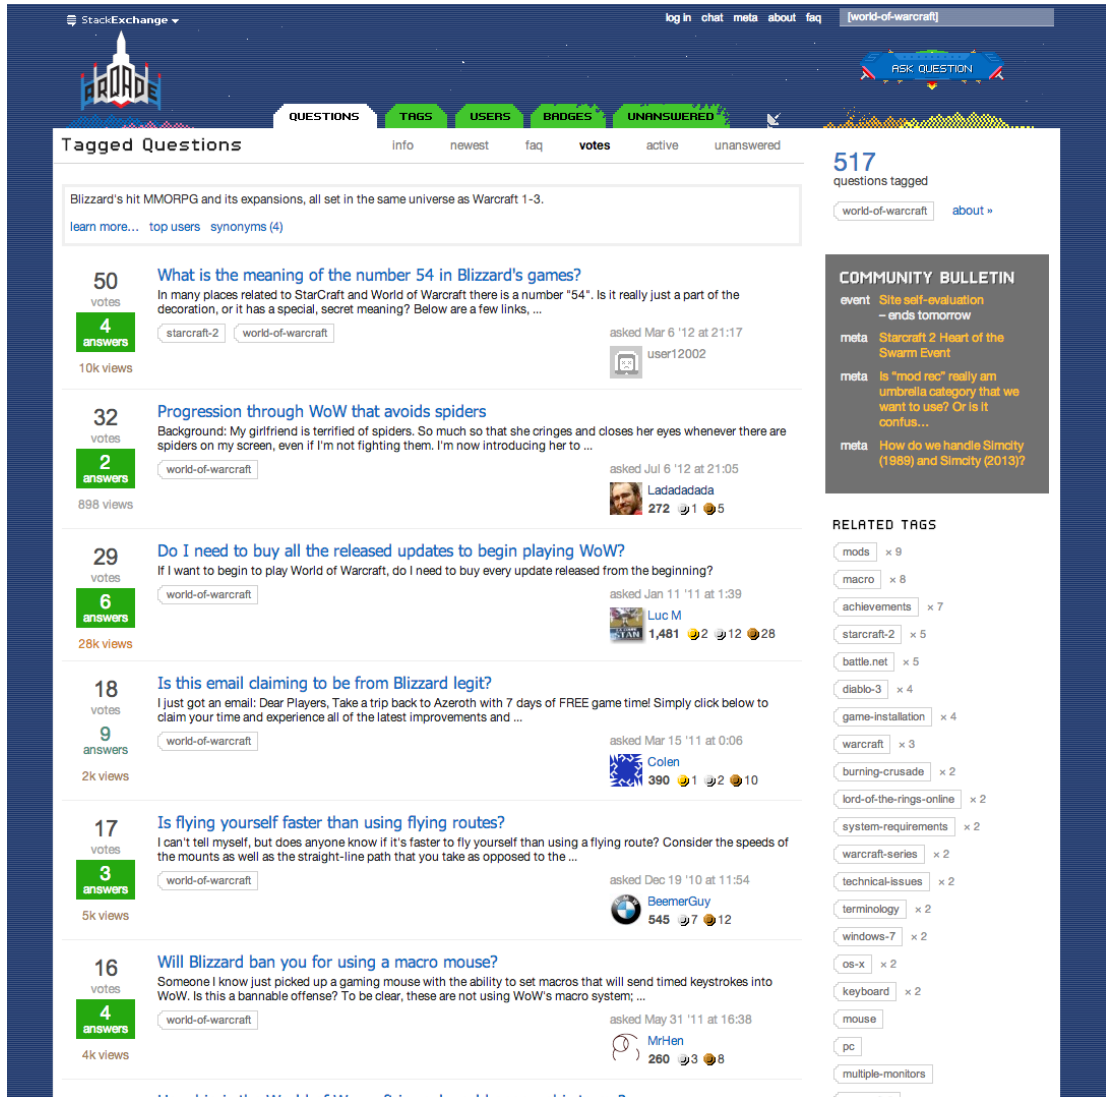 StackExchange
log in chat meta about faq
[world-of-warcraft]
ARQADE
ASK QUESTION
QUESTIONS
TAGS
USERS
BADGES
UNANSWERED
Tagged Questions
info newest faq votes active unanswered
Blizzard's hit MMORPG and its expansions, all set in the same universe as Warcraft 1-3.
learn more... top users synonyms (4)
50
votes
4
answers
10k views
What is the meaning of the number 54 in Blizzard's games?
In many places related to StarCraft and World of Warcraft there is a number "54". Is it really just a part of the
decoration, or it has a special, secret meaning? Below are a few links, ...
starcraft-2 world-of-warcraft
asked Mar 6 '12 at 21:17
user12002
32
votes
2
answers
898 views
Progression through WoW that avoids spiders
Background: My girlfriend is terrified of spiders. So much so that she cringes and closes her eyes whenever there are
spiders on my screen, even if I'm not fighting them. I'm now introducing her to ...
world-of-warcraft
asked Jul 6 '12 at 21:05
Ladadadada
272 1 5
29
votes
6
answers
28k views
Do I need to buy all the released updates to begin playing WoW?
If I want to begin to play World of Warcraft, do I need to buy every update released from the beginning?
world-of-warcraft
asked Jan 11 '11 at 1:39
Luc M
1,481 2 12 28
18
votes
9
answers
2k views
Is this email claiming to be from Blizzard legit?
I just got an email: Dear Players, Take a trip back to Azeroth with 7 days of FREE game time! Simply click below to
claim your time and experience all of the latest improvements and ...
world-of-warcraft
asked Mar 15 '11 at 0:06
Colen
390 1 2 10
17
votes
3
answers
5k views
Is flying yourself faster than using flying routes?
I can't tell myself, but does anyone know if it's faster to fly yourself than using a flying route? Consider the speeds of
the mounts as well as the straight-line path that you take as opposed to the ...
world-of-warcraft
asked Dec 19 '10 at 11:54
BeemerGuy
545 7 12
16
votes
4
answers
4k views
Will Blizzard ban you for using a macro mouse?
Someone I know just picked up a gaming mouse with the ability to set macros that will send timed keystrokes into
WoW. Is this a bannable offense? To be clear, these are not using WoW's macro system; ...
world-of-warcraft
asked May 31 '11 at 16:38
MrHen
260 3 8
517
questions tagged
world-of-warcraft about »
COMMUNITY BULLETIN
event Site self-evaluation
– ends tomorrow
meta Starcraft 2 Heart of the
Swarm Event
meta Is "mod rec" really am
umbrella category that we
want to use? Or is it
confus…
meta How do we handle Simcity
(1989) and Simcity (2013)?
RELATED TAGS
mods × 9
macro × 8
achievements × 7
starcraft-2 × 5
battle.net × 5
diablo-3 × 4
game-installation × 4
warcraft × 3
burning-crusade × 2
lord-of-the-rings-online × 2
system-requirements × 2
warcraft-series × 2
technical-issues × 2
terminology × 2
windows-7 × 2
os-x × 2
keyboard × 2
mouse
pc
multiple-monitors